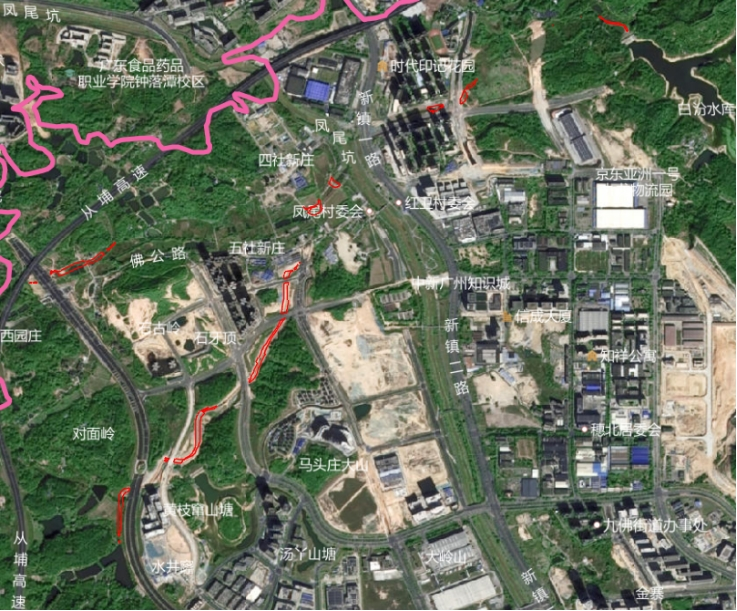 凤尾坑
广东食品药品
职业学院钟落潭校区
时代印记花园
新镇一路
凤尾坑
白汾水库
四社新庄
从埔高速
京东亚洲一号
物流园
凤尾村委会
红卫村委会
佛公路
五社新庄
中新广州知识城
新镇二路
信成大厦
西园庄
石古岭
石牙顶
知祥公寓
对面岭
穗北居委会
马头庄大山
黄枝窟山塘
九佛街道办事处
从埔高速
水井窿
汤丫山塘
大岭山
新
金寨